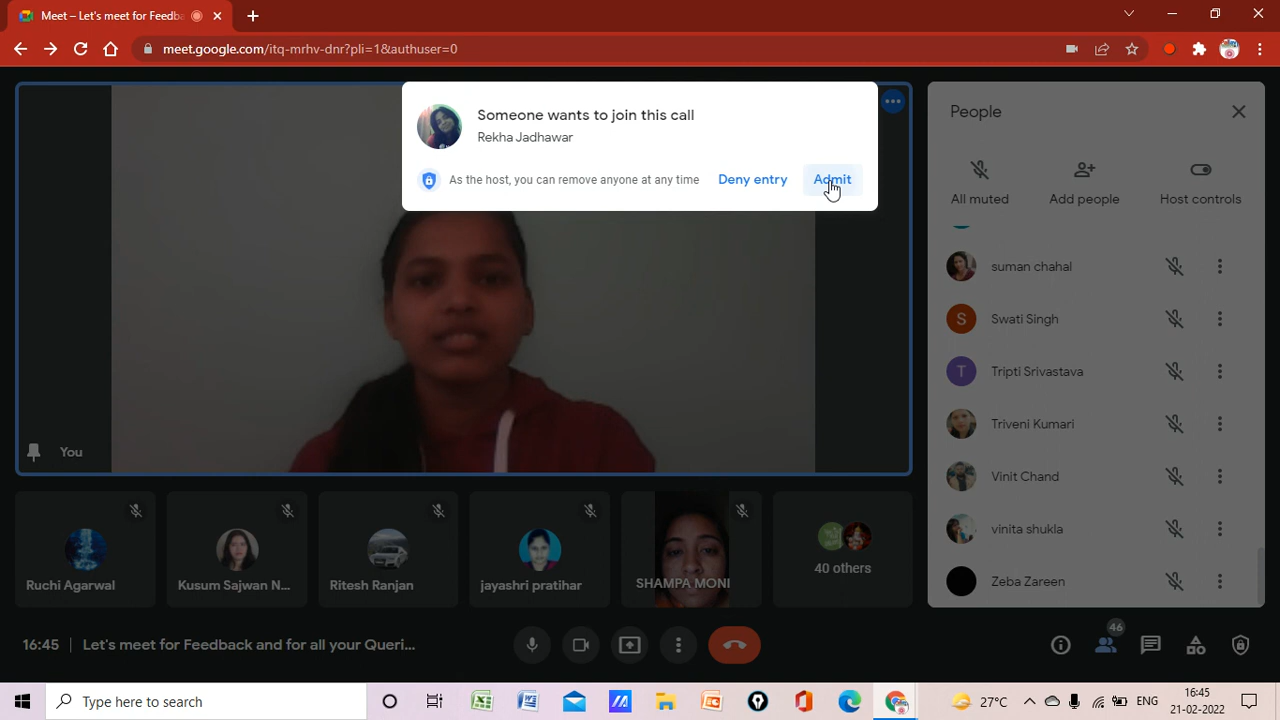 Meet – Let's meet for Feedba
meet.google.com/itq-mrhv-dnr?pli=1&authuser=0
Someone wants to join this call
Rekha Jadhawar
As the host, you can remove anyone at any time
Deny entry
Admit
You
People
All muted
Add people
Host controls
suman chahal
S
Swati Singh
T
Tripti Srivastava
Triveni Kumari
Vinit Chand
vinita shukla
Zeba Zareen
Ruchi Agarwal
Kusum Sajwan N...
Ritesh Ranjan
jayashri pratihar
SHAMPA MONI
40 others
16:45
Let's meet for Feedback and for all your Queri...
46
Type here to search
27°C
ENG
6:45
21-02-2022